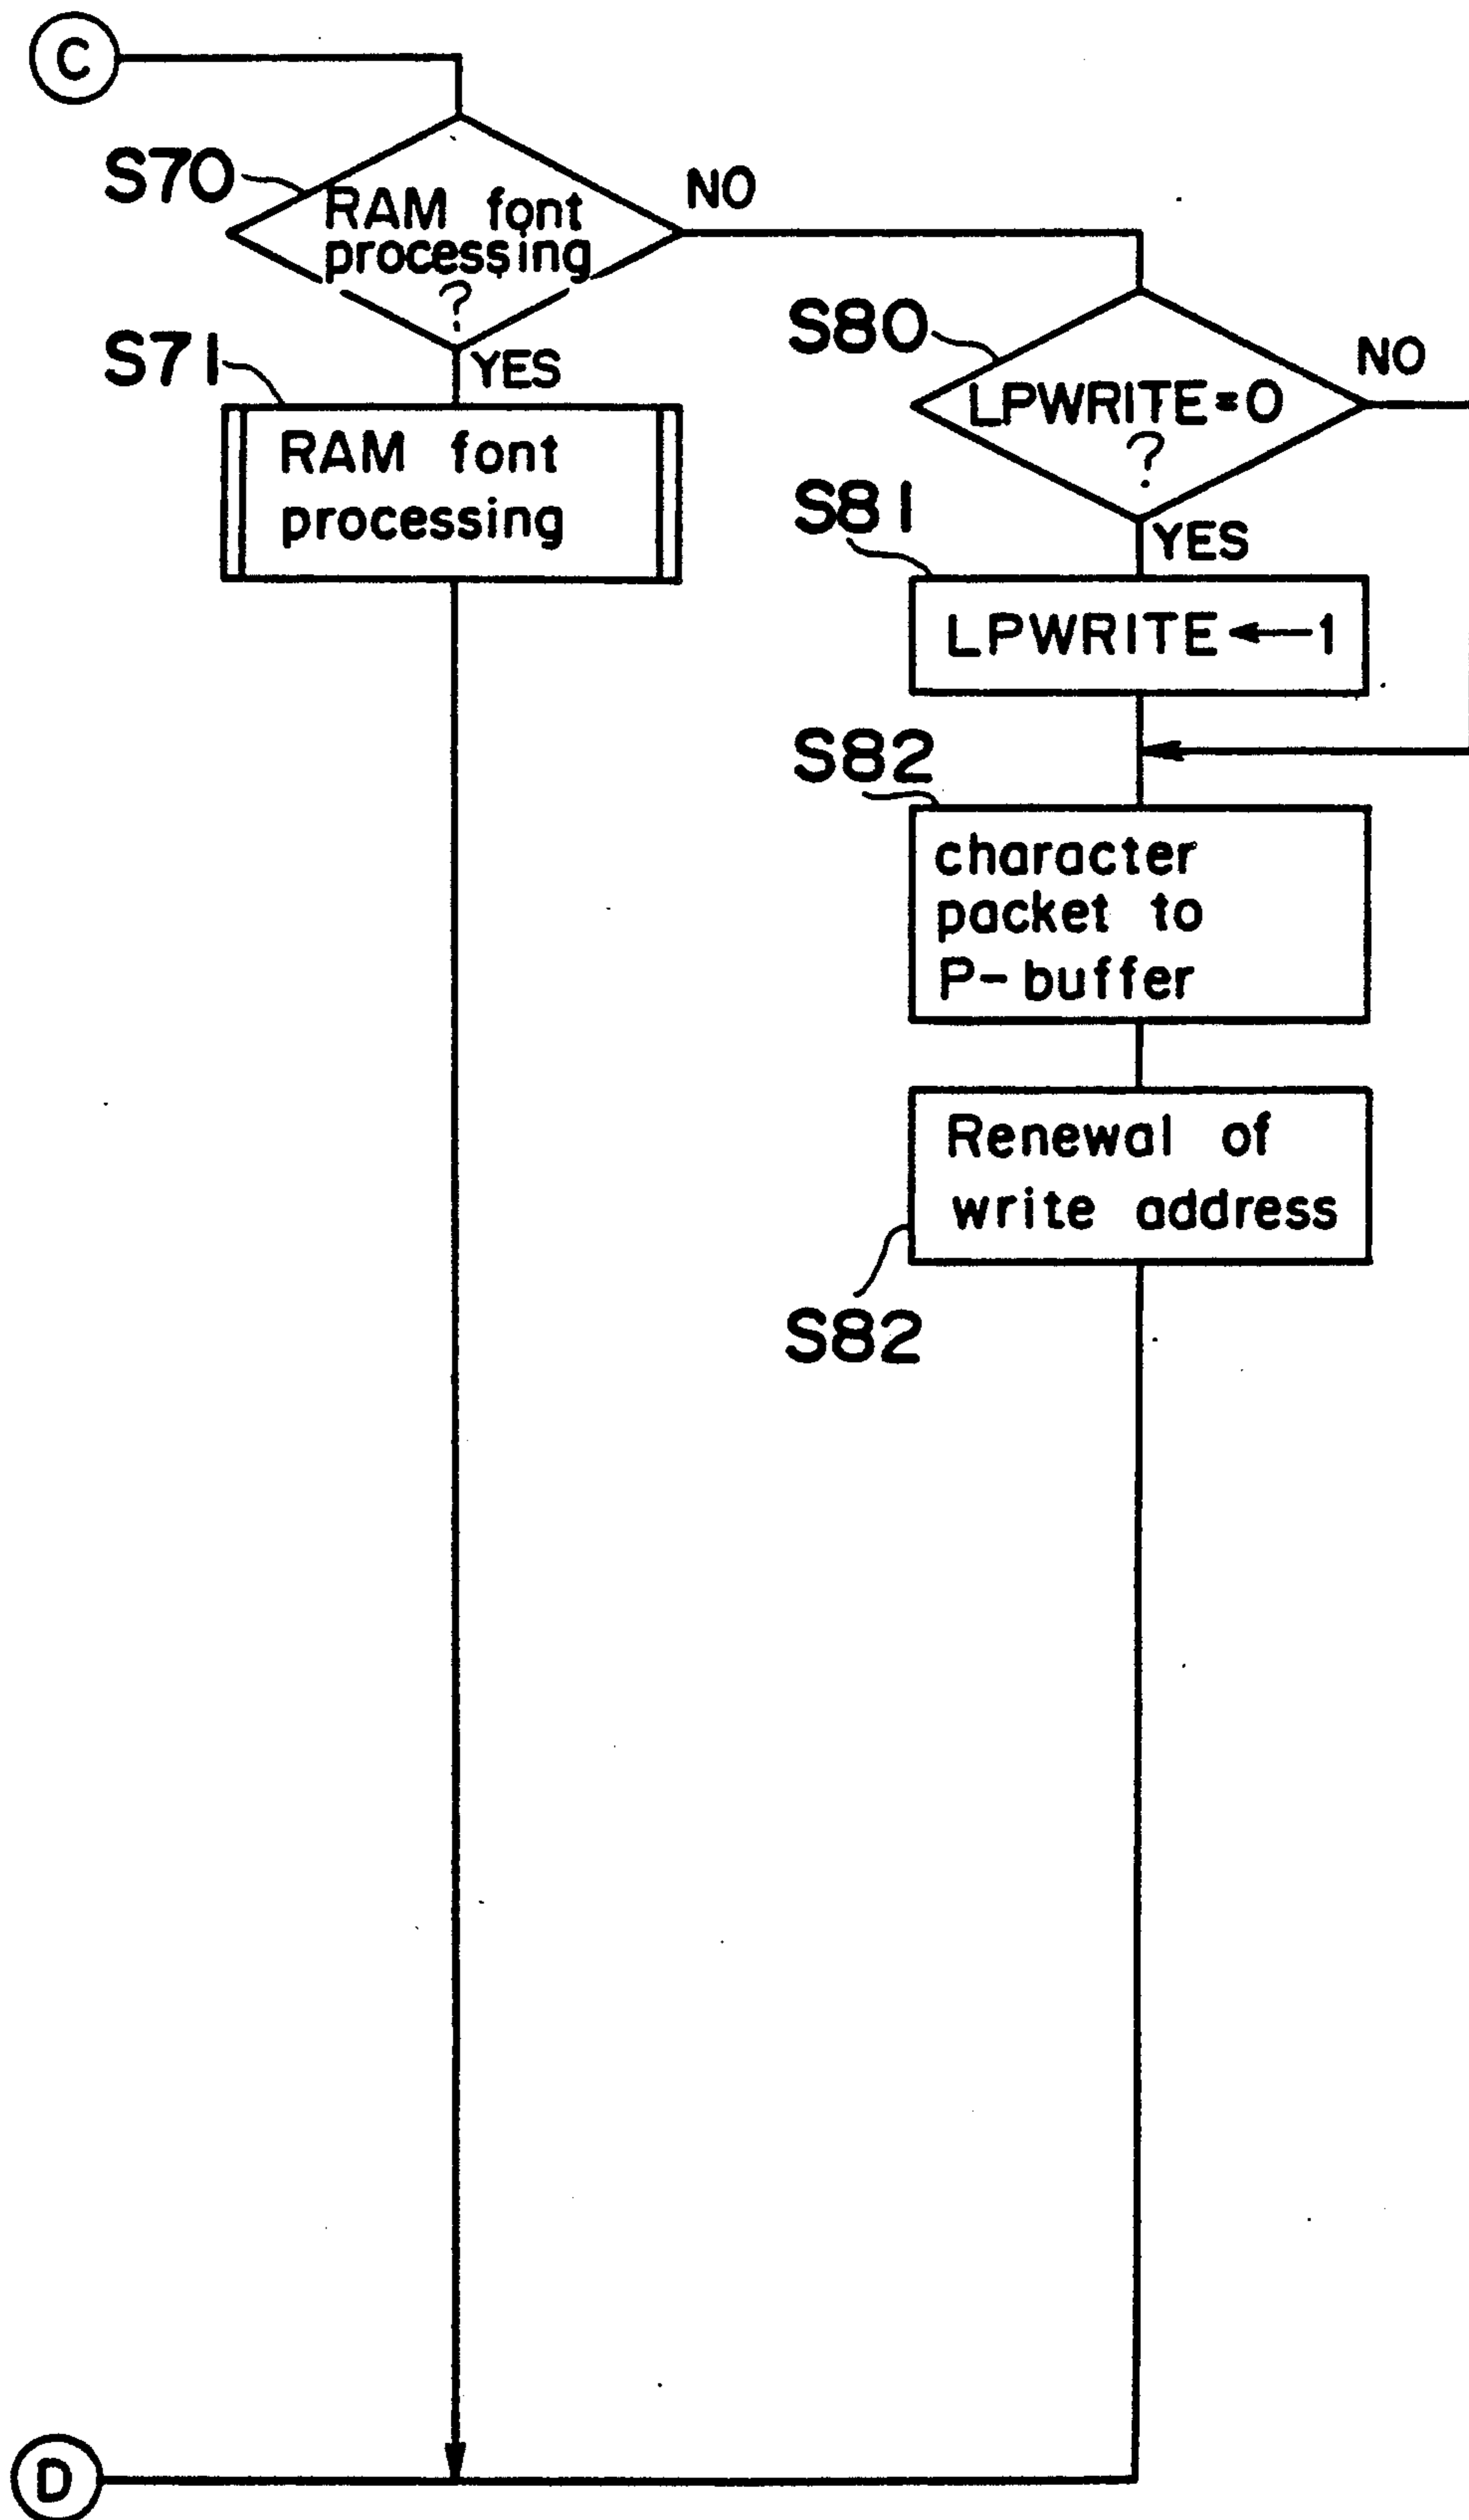 C
S70
RAM font
processing
?
NO
YES
S71
RAM font
processing
S80
LPWRITE=0
?
NO
YES
S81
LPWRITE←1
S82
character
packet to
P-buffer
Renewal of
write address
S82
D